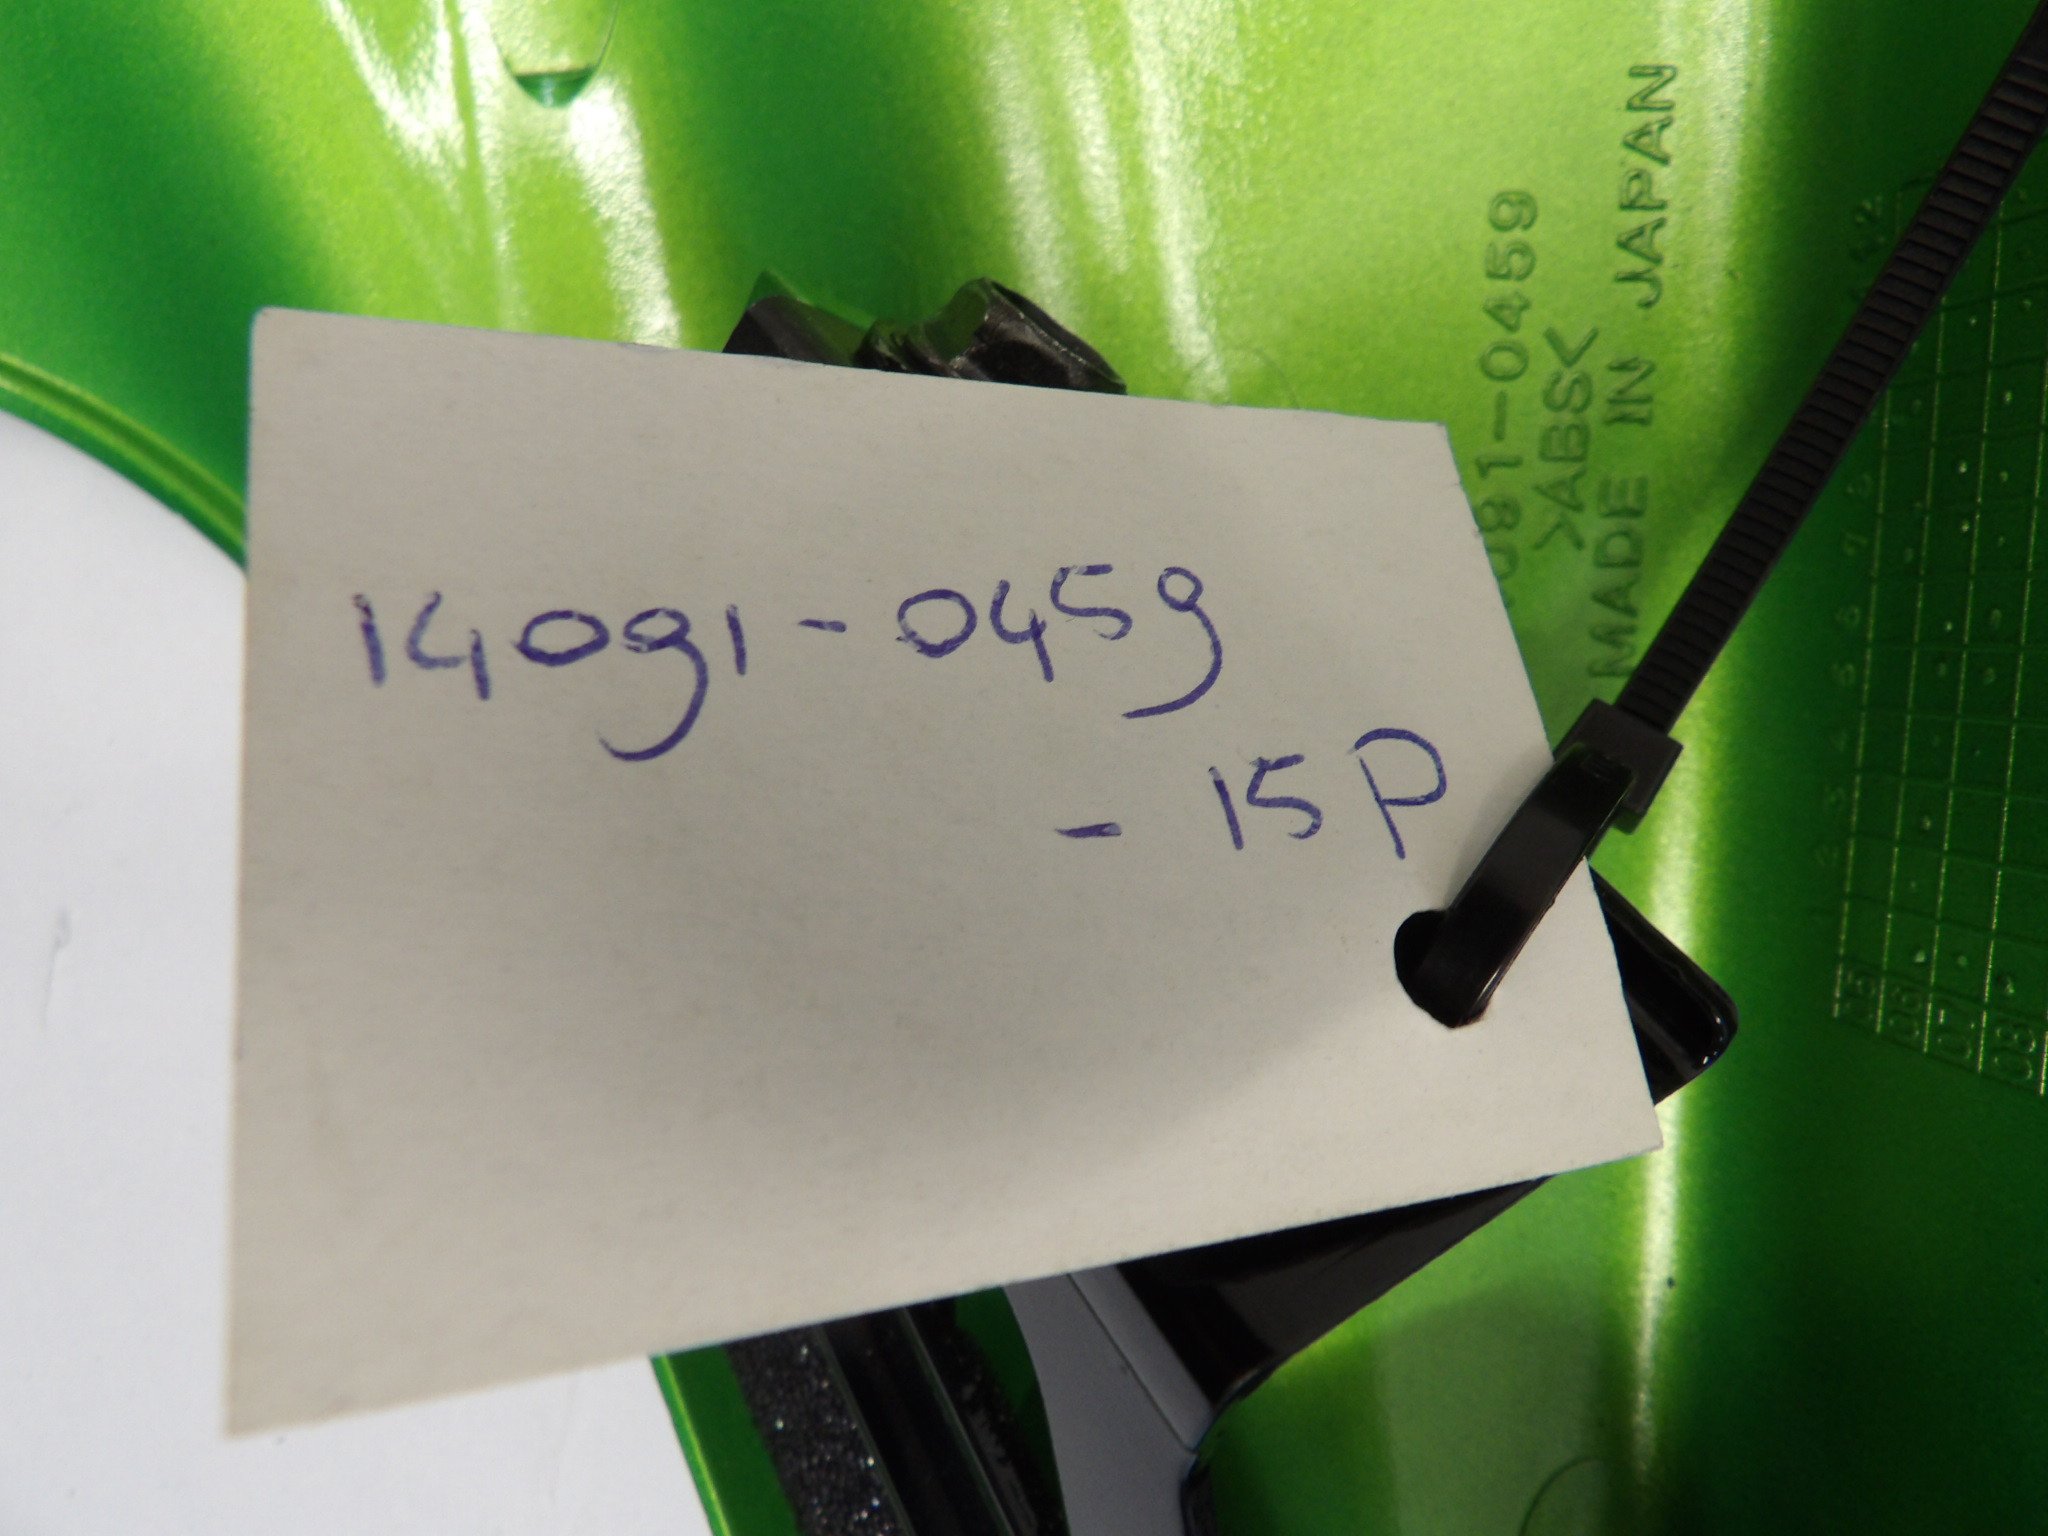 14091-0459
- 15P
091-0459
>ABS<
MADE IN JAPAN